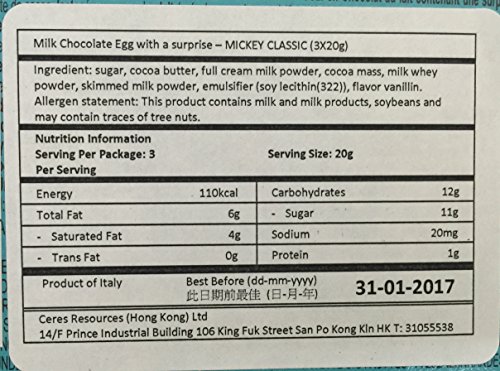 Milk Chocolate Egg with a surprise – MICKEY CLASSIC (3X20g)
Ingredient: sugar, cocoa butter, full cream milk powder, cocoa mass, milk whey
powder, skimmed milk powder, emulsifier (soy lecithin(322)), flavor vanillin.
Allergen statement: This product contains milk and milk products, soybeans and
may contain traces of tree nuts.
Nutrition Information
Serving Per Package: 3 Serving Size: 20g
Per Serving
Energy 110kcal Carbohydrates 12g
Total Fat 6g - Sugar 11g
- Saturated Fat 4g Sodium 20mg
- Trans Fat 0g Protein 1g
Product of Italy Best Before (dd-mm-yyyy) 31-01-2017
此日期前最佳 (日-月-年)
Ceres Resources (Hong Kong) Ltd
14/F Prince Industrial Building 106 King Fuk Street San Po Kong Kln HK T: 31055538